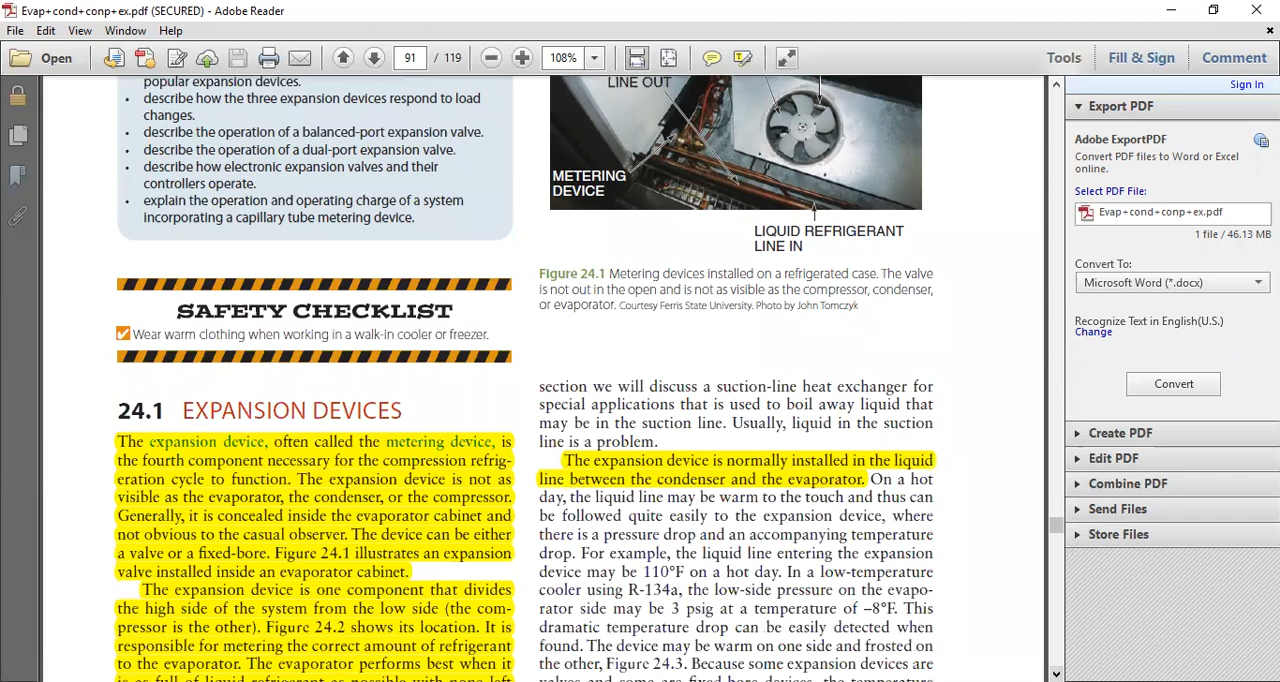 Evap+cond+conp+ex.pdf (SECURED) - Adobe Reader
File Edit View Window Help
Open
91 / 119
108%
Tools
Fill & Sign
Comment
Sign In
popular expansion devices.
• describe how the three expansion devices respond to load
changes.
• describe the operation of a balanced-port expansion valve.
• describe the operation of a dual-port expansion valve.
• describe how electronic expansion valves and their
controllers operate.
• explain the operation and operating charge of a system
incorporating a capillary tube metering device.
SAFETY CHECKLIST
Wear warm clothing when working in a walk-in cooler or freezer.
24.1 EXPANSION DEVICES
The expansion device, often called the metering device, is
the fourth component necessary for the compression refrig-
eration cycle to function. The expansion device is not as
visible as the evaporator, the condenser, or the compressor.
Generally, it is concealed inside the evaporator cabinet and
not obvious to the casual observer. The device can be either
a valve or a fixed-bore. Figure 24.1 illustrates an expansion
valve installed inside an evaporator cabinet.
The expansion device is one component that divides
the high side of the system from the low side (the com-
pressor is the other). Figure 24.2 shows its location. It is
responsible for metering the correct amount of refrigerant
to the evaporator. The evaporator performs best when it
is as full of liquid refrigerant as possible with none left
LINE OUT
METERING
DEVICE
LIQUID REFRIGERANT
LINE IN
Figure 24.1 Metering devices installed on a refrigerated case. The valve
is not out in the open and is not as visible as the compressor, condenser,
or evaporator. Courtesy Ferris State University. Photo by John Tomczyk
section we will discuss a suction-line heat exchanger for
special applications that is used to boil away liquid that
may be in the suction line. Usually, liquid in the suction
line is a problem.
The expansion device is normally installed in the liquid
line between the condenser and the evaporator. On a hot
day, the liquid line may be warm to the touch and thus can
be followed quite easily to the expansion device, where
there is a pressure drop and an accompanying temperature
drop. For example, the liquid line entering the expansion
device may be 110°F on a hot day. In a low-temperature
cooler using R-134a, the low-side pressure on the evapo-
rator side may be 3 psig at a temperature of –8°F. This
dramatic temperature drop can be easily detected when
found. The device may be warm on one side and frosted on
the other, Figure 24.3. Because some expansion devices are
valves and some are fixed-bore devices, the temperature
Export PDF
Adobe ExportPDF
Convert PDF files to Word or Excel
online.
Select PDF File:
Evap+cond+conp+ex.pdf
1 file / 46.13 MB
Convert To:
Microsoft Word (*.docx)
Recognize Text in English(U.S.)
Change
Convert
Create PDF
Edit PDF
Combine PDF
Send Files
Store Files